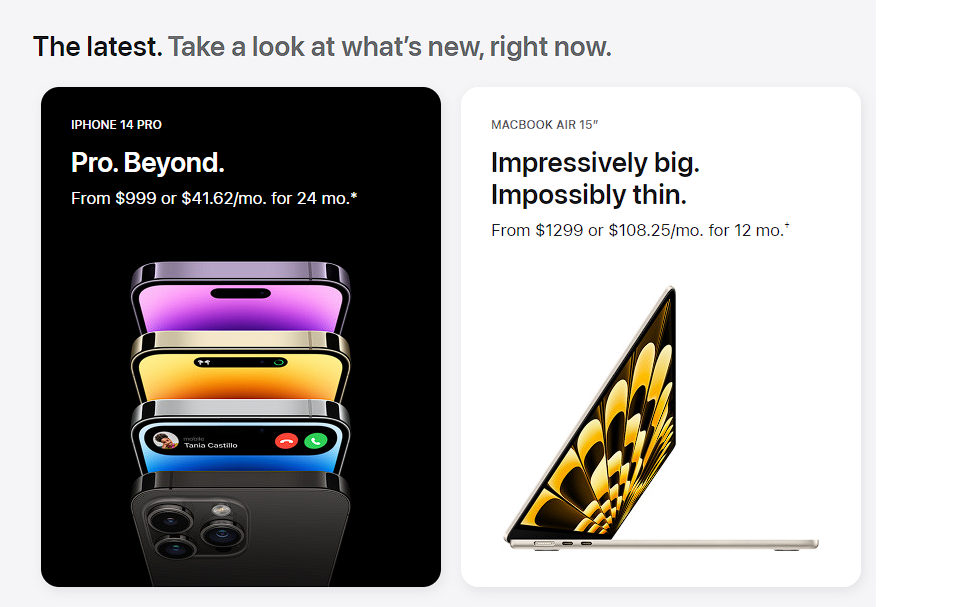 The latest. Take a look at what's new, right now.
IPHONE 14 PRO
Pro. Beyond.
From $999 or $41.62/mo. for 24 mo.*
mobile
Tania Castillo
MACBOOK AIR 15″
Impressively big.
Impossibly thin.
From $1299 or $108.25/mo. for 12 mo.†